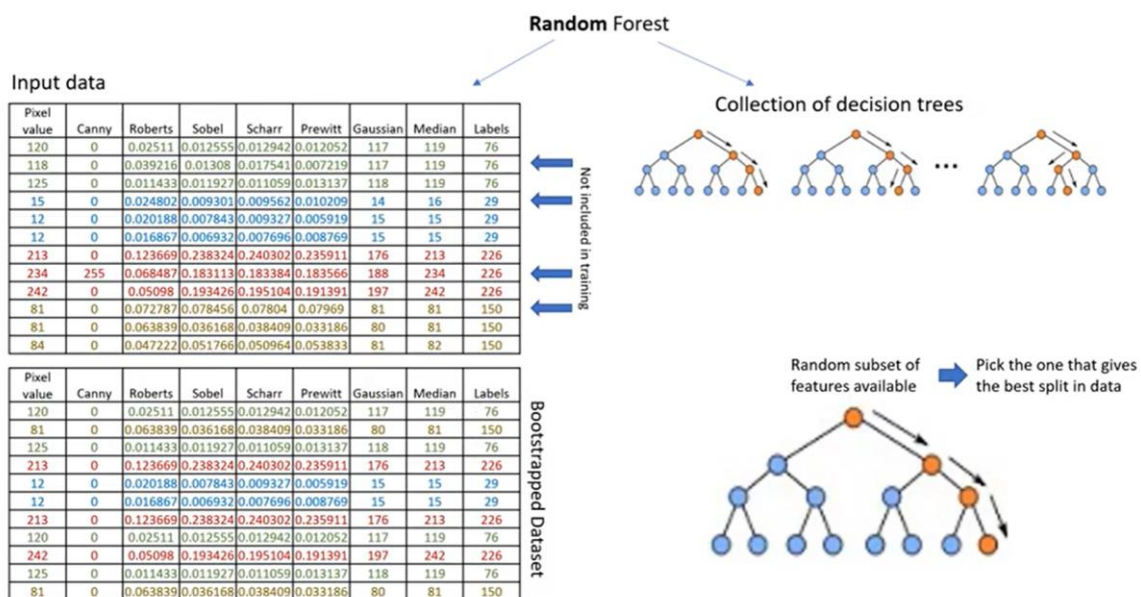 Random Forest
Input data
Pixel value Canny Roberts Sobel Scharr Prewitt Gaussian Median Labels
120 0 0.02511 0.012555 0.012942 0.012052 117 119 76
118 0 0.039216 0.01308 0.017541 0.007219 117 119 76
125 0 0.011433 0.011927 0.011059 0.013137 118 119 76
15 0 0.024802 0.009301 0.009562 0.010209 14 16 29
12 0 0.020188 0.007843 0.009327 0.005919 15 15 29
12 0 0.016867 0.006932 0.007696 0.008769 15 15 29
213 0 0.123669 0.238324 0.240302 0.235911 176 213 226
234 255 0.068487 0.183113 0.183384 0.183566 188 234 226
242 0 0.05098 0.193426 0.195104 0.191391 197 242 226
81 0 0.072787 0.078456 0.07804 0.07969 81 81 150
81 0 0.063839 0.036168 0.038409 0.033186 80 81 150
84 0 0.047222 0.051766 0.050964 0.053833 81 82 150
Not included in training
Pixel value Canny Roberts Sobel Scharr Prewitt Gaussian Median Labels
120 0 0.02511 0.012555 0.012942 0.012052 117 119 76
81 0 0.063839 0.036168 0.038409 0.033186 80 81 150
125 0 0.011433 0.011927 0.011059 0.013137 118 119 76
213 0 0.123669 0.238324 0.240302 0.235911 176 213 226
12 0 0.020188 0.007843 0.009327 0.005919 15 15 29
12 0 0.016867 0.006932 0.007696 0.008769 15 15 29
213 0 0.123669 0.238324 0.240302 0.235911 176 213 226
120 0 0.02511 0.012555 0.012942 0.012052 117 119 76
242 0 0.05098 0.193426 0.195104 0.191391 197 242 226
125 0 0.011433 0.011927 0.011059 0.013137 118 119 76
81 0 0.063839 0.036168 0.038409 0.033186 80 81 150
Bootstrapped Dataset
Collection of decision trees
...
Random subset of
features available
Pick the one that gives
the best split in data